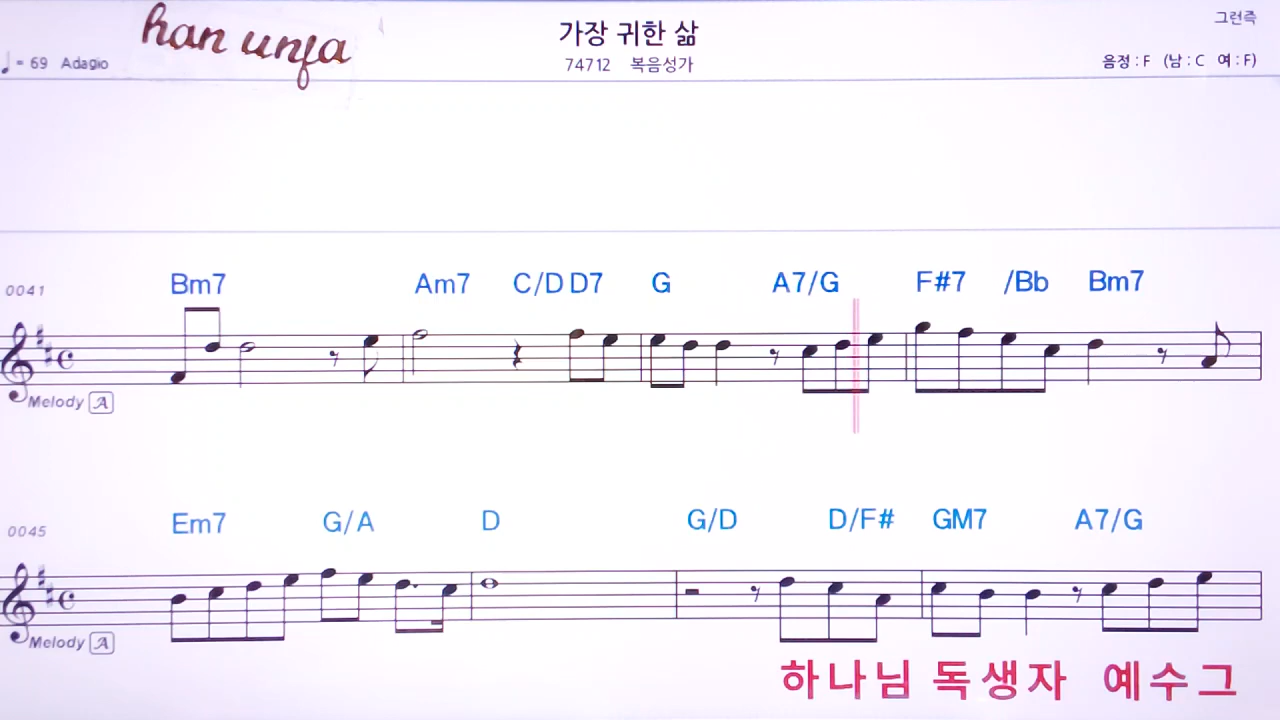 han unfa
가장 귀한 삶
그런즉
♩= 69 Adagio
74712 복음성가
음정 : F (남 : C 여 : F)
0041
Bm7 Am7 C/D D7 G A7/G F#7 /Bb Bm7
Melody A
0045
Em7 G/A D G/D D/F# GM7 A7/G
Melody A
하나님 독생자 예수그